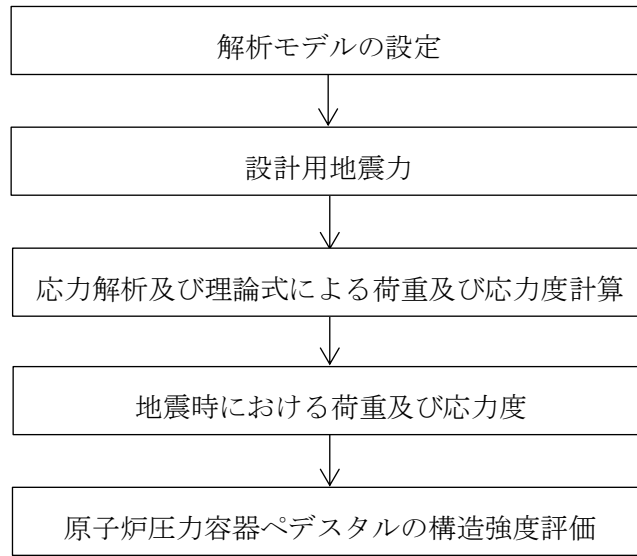 解析モデルの設定
設計用地震力
応力解析及び理論式による荷重及び応力度計算
地震時における荷重及び応力度
原子炉圧力容器ペデスタルの構造強度評価